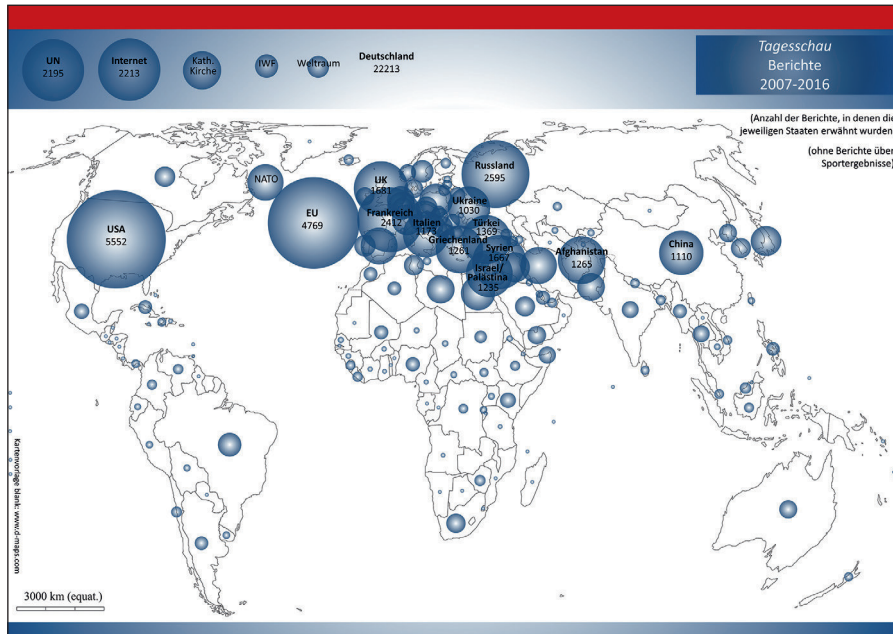 UN
2195
Internet
2213
Kath.
Kirche
IWF
Weltraum
Deutschland
22213
Tagesschau
Berichte
2007-2016
(Anzahl der Berichte, in denen die
jeweiligen Staaten erwähnt wurden
(ohne Berichte über
Sportergebnisse)
NATO
UK
1681
Russland
2595
USA
5552
EU
4769
Frankreich
2412
Italien
1173
Ukraine
1030
Türkei
1369
Griechenland
1261
Syrien
1667
Israel/
Palästina
1235
Afghanistan
1265
China
1110
Kartenvorlage blank: www.d-maps.com
3000 km (equat.)